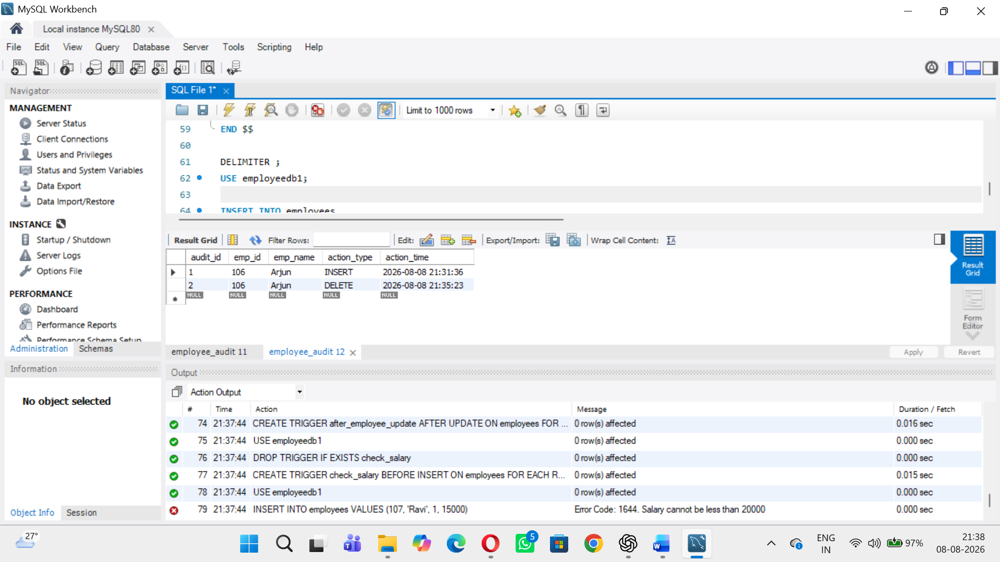 MySQL Workbench
Local instance MySQL80
File Edit View Query Database Server Tools Scripting Help
Navigator
MANAGEMENT
Server Status
Client Connections
Users and Privileges
Status and System Variables
Data Export
Data Import/Restore
INSTANCE
Startup / Shutdown
Server Logs
Options File
PERFORMANCE
Dashboard
Performance Reports
Performance Schema Setup
Administration Schemas
Information
No object selected
Object Info Session
SQL File 1*
Limit to 1000 rows
59 END $$
60
61 DELIMITER ;
62 USE employeedb1;
63
64 INSERT INTO employees
Result Grid Filter Rows: Edit: Export/Import: Wrap Cell Content:
audit_id emp_id emp_name action_type action_time
1 106 Arjun INSERT 2026-08-08 21:31:36
2 106 Arjun DELETE 2026-08-08 21:35:23
NULL NULL NULL NULL NULL
Result Grid
Form Editor
employee_audit 11 employee_audit 12
Apply Revert
Output
Action Output
# Time Action Message Duration / Fetch
74 21:37:44 CREATE TRIGGER after_employee_update AFTER UPDATE ON employees FOR ... 0 row(s) affected 0.016 sec
75 21:37:44 USE employeedb1 0 row(s) affected 0.000 sec
76 21:37:44 DROP TRIGGER IF EXISTS check_salary 0 row(s) affected 0.000 sec
77 21:37:44 CREATE TRIGGER check_salary BEFORE INSERT ON employees FOR EACH R... 0 row(s) affected 0.015 sec
78 21:37:44 USE employeedb1 0 row(s) affected 0.000 sec
79 21:37:44 INSERT INTO employees VALUES (107, 'Ravi', 1, 15000) Error Code: 1644. Salary cannot be less than 20000 0.000 sec
27°
5
ENG
IN
97%
21:38
08-08-2026